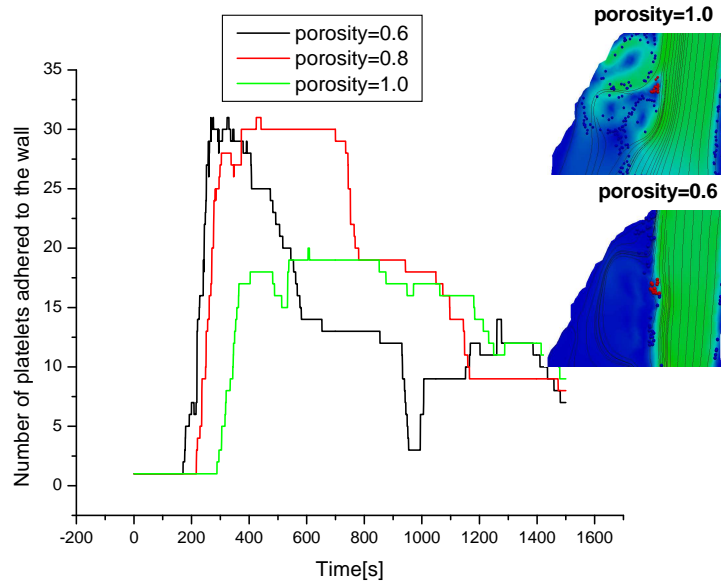 porosity=1.0
porosity=0.6
porosity=0.8
porosity=1.0
porosity=0.6
Number of platelets adhered to the wall
35
30
25
20
15
10
5
0
-200
0
200
400
600
800
1000
1200
1400
1600
Time[s]